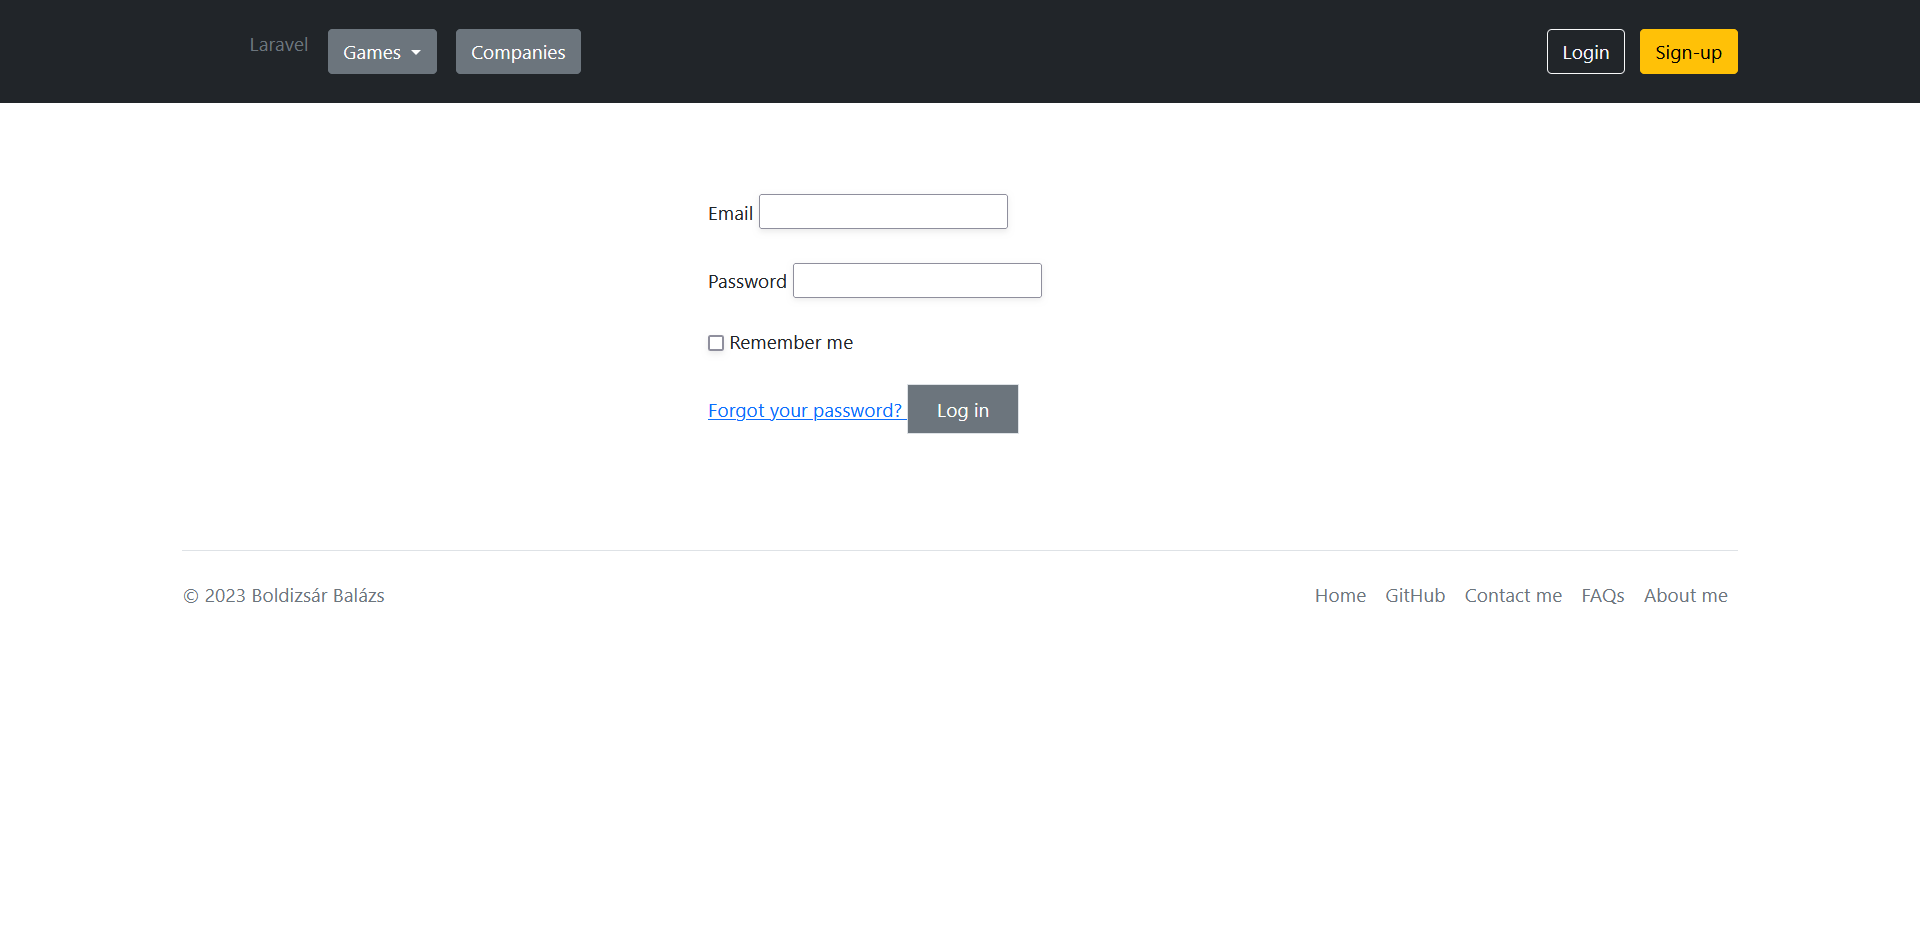 Laravel Games Companies Login Sign-up
Email
Password
Remember me
Forgot your password? Log in
© 2023 Boldizsár Balázs Home GitHub Contact me FAQs About me